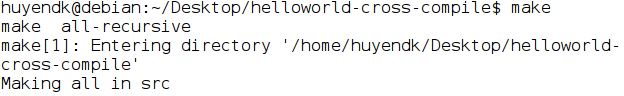 huyendk@debian:~/Desktop/helloworld-cross-compile$ make
make  all-recursive
make[1]: Entering directory '/home/huyendk/Desktop/helloworld-
cross-compile'
Making all in src